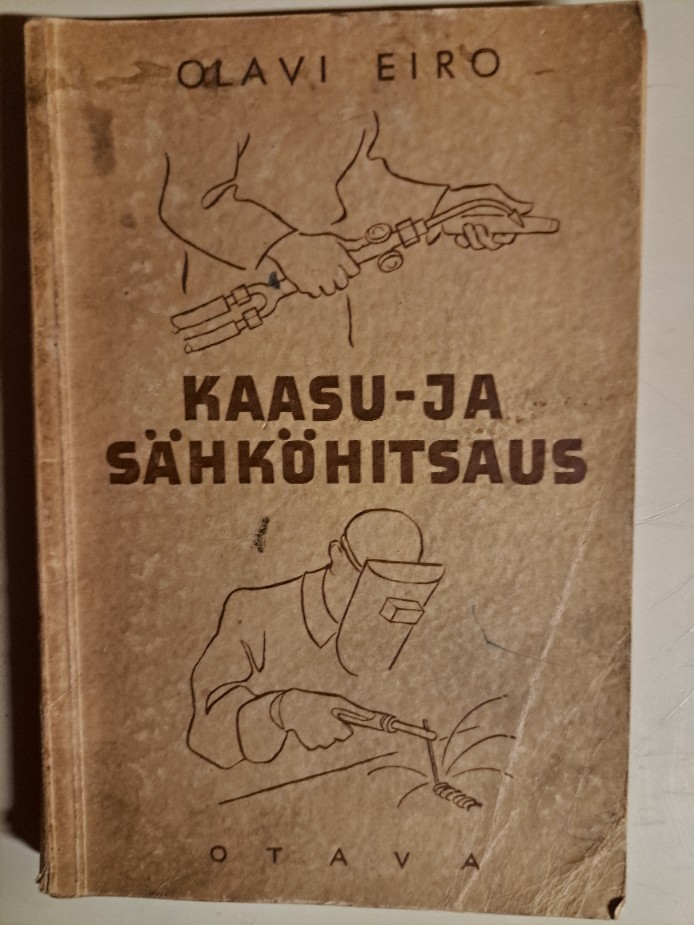 OLAVI EIRO
KAASU-JA
SÄHKÖHITSAUS
OTAVA